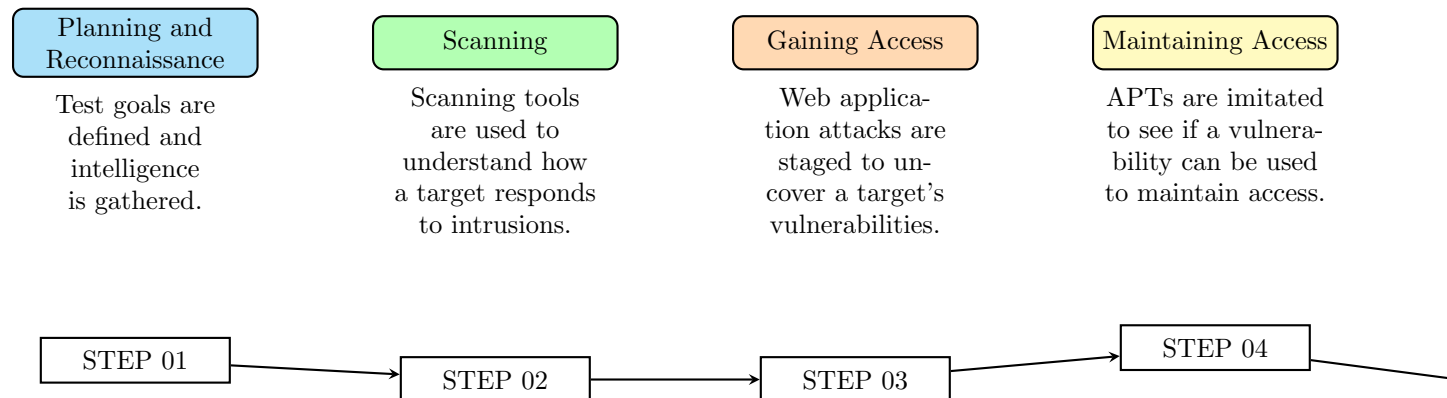 Planning and
Reconnaissance
Test goals are
defined and
intelligence
is gathered.
Scanning
Scanning tools
are used to
understand how
a target responds
to intrusions.
Gaining Access
Web applica-
tion attacks are
staged to un-
cover a target's
vulnerabilities.
Maintaining Access
APTs are imitated
to see if a vulnera-
bility can be used
to maintain access.
STEP 01
STEP 02
STEP 03
STEP 04